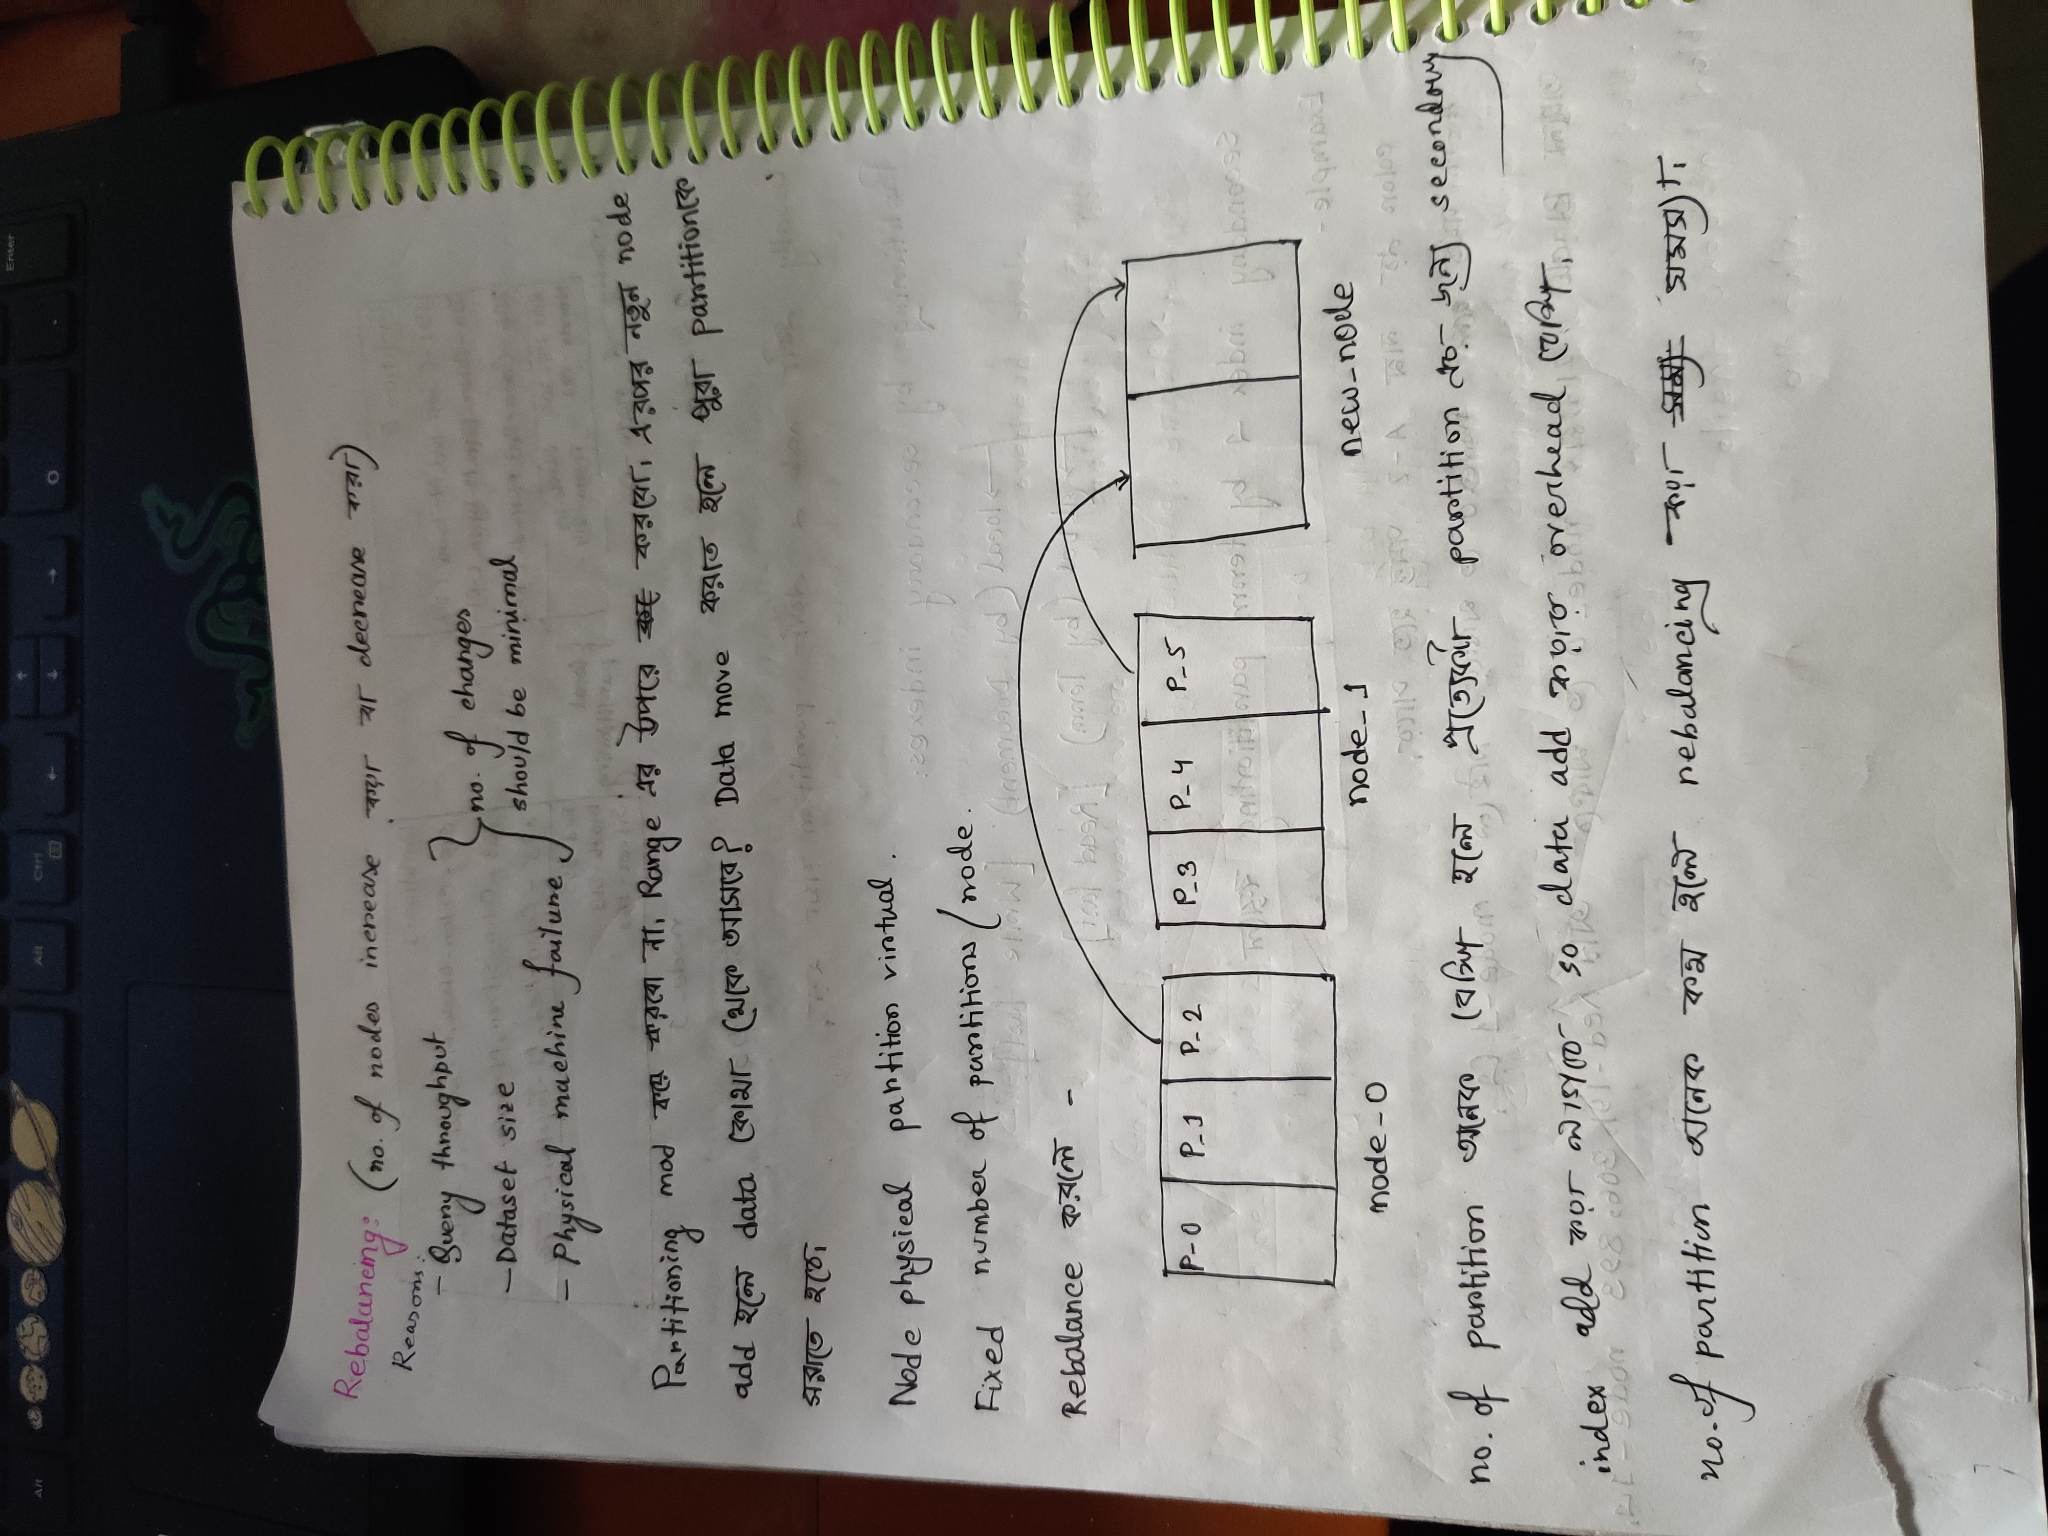 Rebalancing: (no. of nodes increase করা বা decrease করা)
Reasons:
- Query throughput
- Dataset size
- Physical machine failure
no. of changes
should be minimal
Partitioning mod করে করবো না, Range এর উপরে করবো, এরপর নতুন node
add হলে data কোথা থেকে আসবে? Data move করাত হলে পুরা partitionকে
সরাতে হবে,
Node physical partition virtual.
Fixed number of partitions/node.
Rebalance করলে -
P-0 P-1 P-2 P-3 P-4 P-5
node-0 node-1 new-node
no. of partition অনেক বেশি হলে প্রত্যেকটা partition এর জন্য secondary
index add করা লাগবে so data add করার overhead বেশি,
no. of partition অনেক কম হলে rebalancing করা সমস্যা,
Alt
Alt
Ctrl
Enter